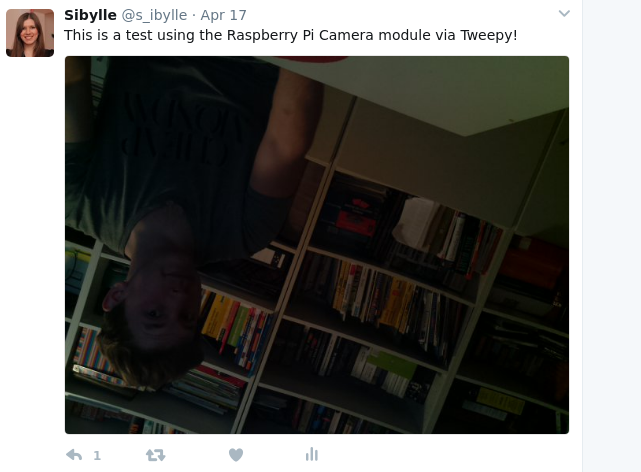 Sibylle @s_ibylle · Apr 17
This is a test using the Raspberry Pi Camera module via Tweepy!
1